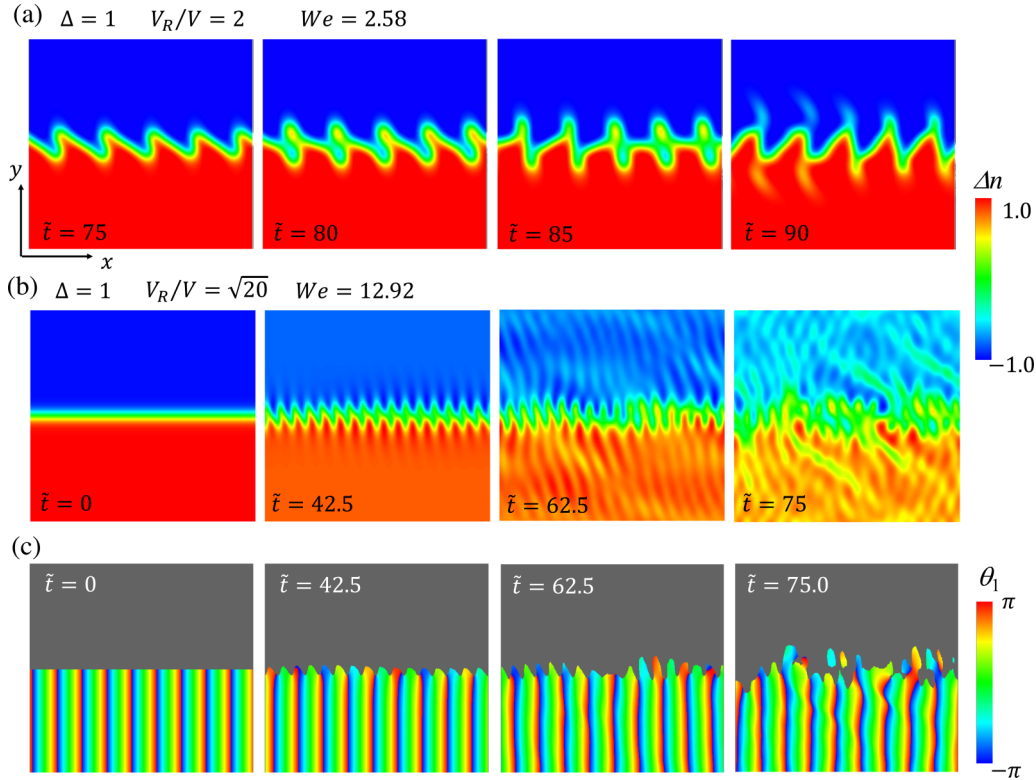 (a) Δ = 1 V_R/V = 2 We = 2.58
y
x
t̃ = 75
t̃ = 80
t̃ = 85
t̃ = 90
Δn
1.0
−1.0
(b) Δ = 1 V_R/V = √20 We = 12.92
t̃ = 0
t̃ = 42.5
t̃ = 62.5
t̃ = 75
(c)
t̃ = 0
t̃ = 42.5
t̃ = 62.5
t̃ = 75.0
θ₁
π
−π